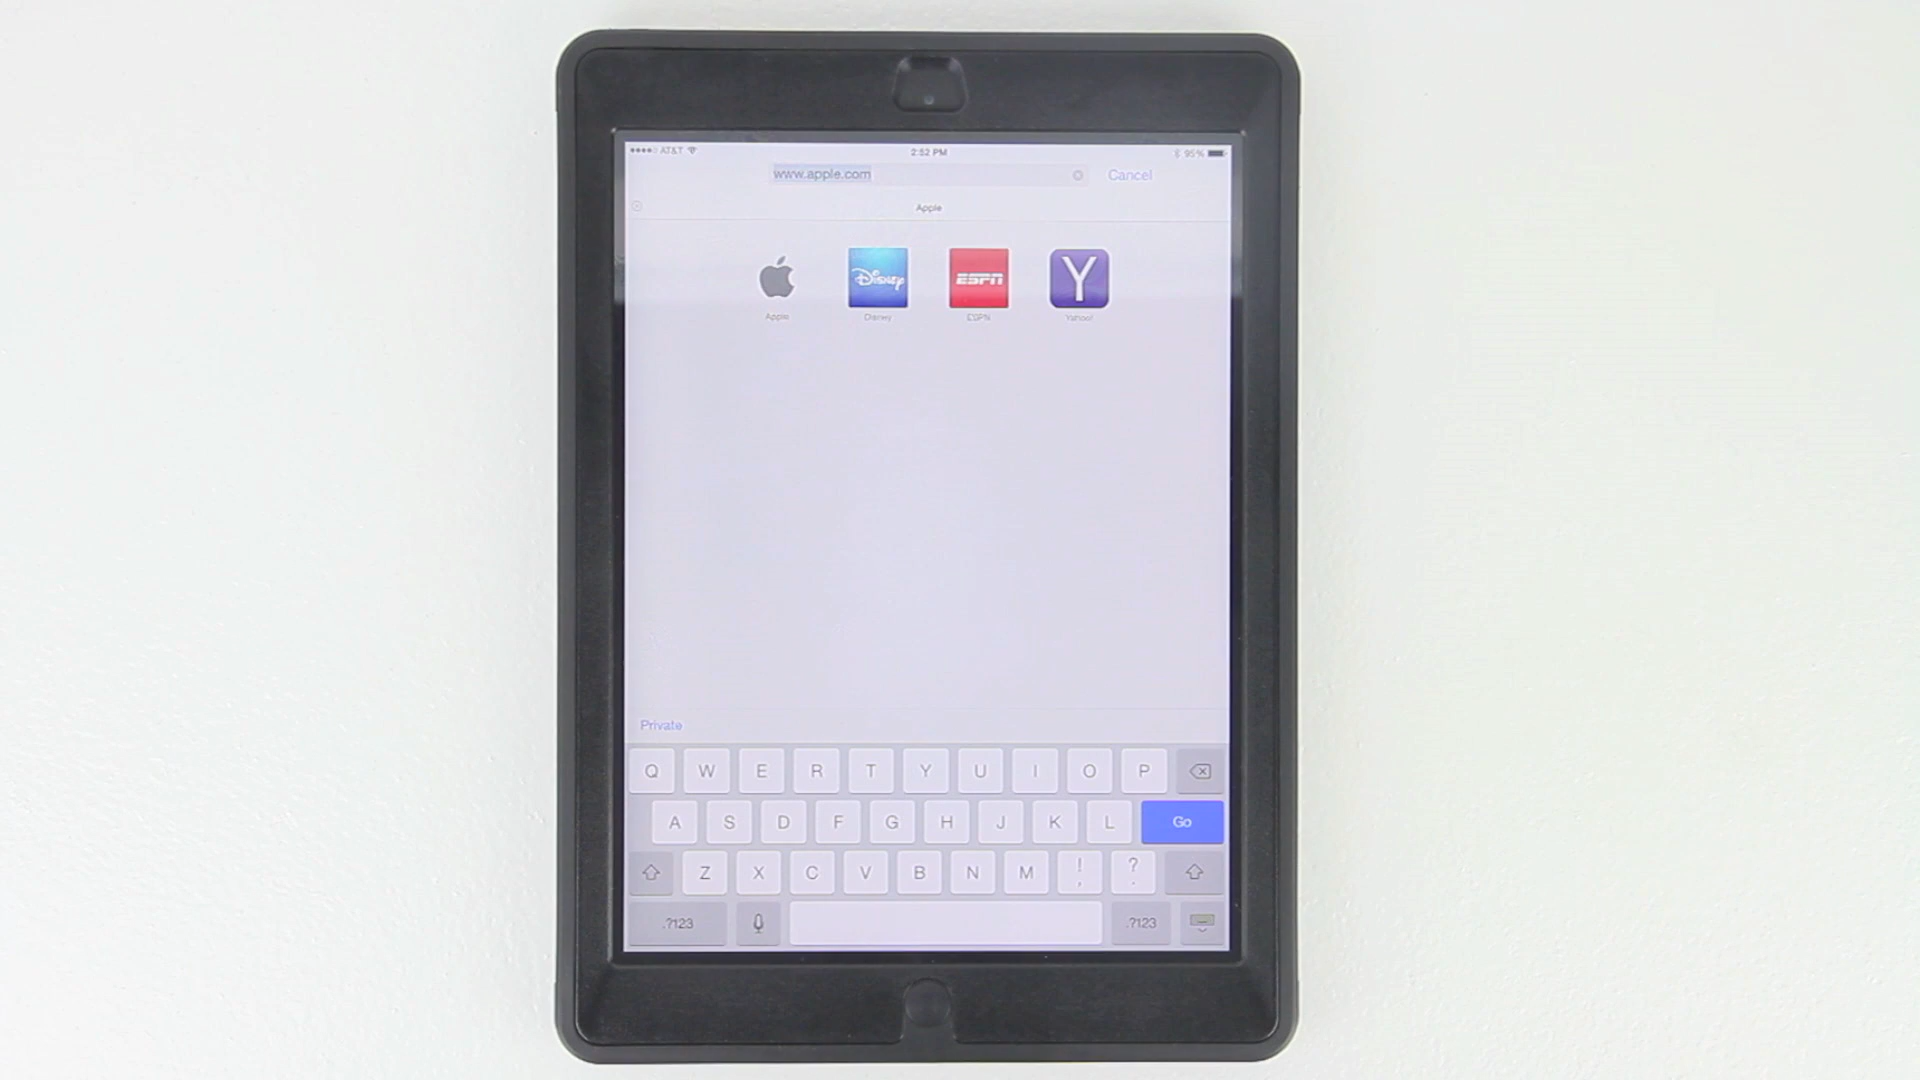 AT&T 2:52 PM 95%
www.apple.com Cancel
Apple
Disney ESPN Y
Apple Disney ESPN Yahoo!
Private
Q W E R T Y U I O P
A S D F G H J K L Go
Z X C V B N M ! , ? .
.?123 .?123